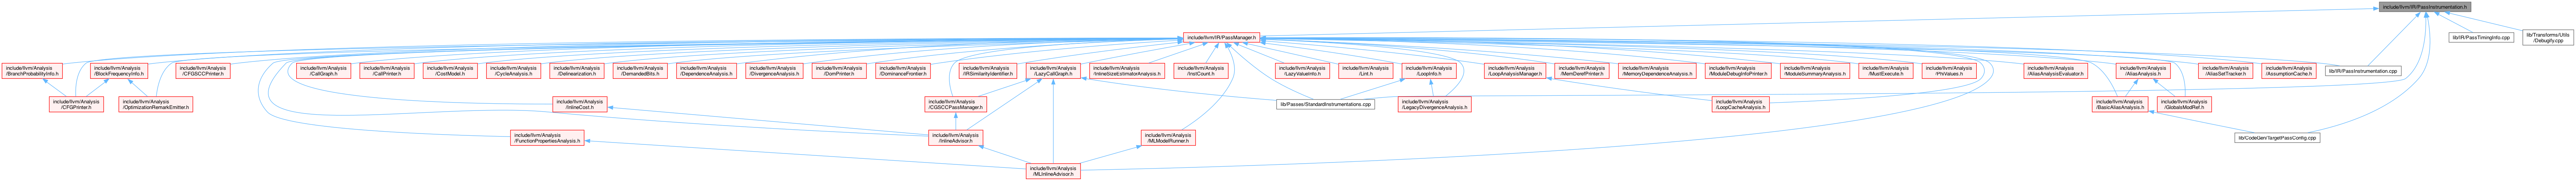 include/llvm/IR/PassInstrumentation.h
include/llvm/IR/PassManager.h
lib/IR/PassTimingInfo.cpp
lib/Transforms/Utils
/Debugify.cpp
include/llvm/Analysis
/BranchProbabilityInfo.h
include/llvm/Analysis
/BlockFrequencyInfo.h
include/llvm/Analysis
/CFGSCCPrinter.h
include/llvm/Analysis
/CallGraph.h
include/llvm/Analysis
/CallPrinter.h
include/llvm/Analysis
/CostModel.h
include/llvm/Analysis
/CycleAnalysis.h
include/llvm/Analysis
/Delinearization.h
include/llvm/Analysis
/DemandedBits.h
include/llvm/Analysis
/DependenceAnalysis.h
include/llvm/Analysis
/DivergenceAnalysis.h
include/llvm/Analysis
/DomPrinter.h
include/llvm/Analysis
/DominanceFrontier.h
include/llvm/Analysis
/IRSimilarityIdentifier.h
include/llvm/Analysis
/LazyCallGraph.h
include/llvm/Analysis
/InlineSizeEstimatorAnalysis.h
include/llvm/Analysis
/InstCount.h
include/llvm/Analysis
/LazyValueInfo.h
include/llvm/Analysis
/Lint.h
include/llvm/Analysis
/LoopInfo.h
include/llvm/Analysis
/LoopAnalysisManager.h
include/llvm/Analysis
/MemDerefPrinter.h
include/llvm/Analysis
/MemoryDependenceAnalysis.h
include/llvm/Analysis
/ModuleDebugInfoPrinter.h
include/llvm/Analysis
/ModuleSummaryAnalysis.h
include/llvm/Analysis
/MustExecute.h
include/llvm/Analysis
/PhiValues.h
include/llvm/Analysis
/AliasAnalysisEvaluator.h
include/llvm/Analysis
/AliasAnalysis.h
include/llvm/Analysis
/AliasSetTracker.h
include/llvm/Analysis
/AssumptionCache.h
lib/IR/PassInstrumentation.cpp
include/llvm/Analysis
/CFGPrinter.h
include/llvm/Analysis
/OptimizationRemarkEmitter.h
include/llvm/Analysis
/InlineCost.h
include/llvm/Analysis
/CGSCCPassManager.h
lib/Passes/StandardInstrumentations.cpp
include/llvm/Analysis
/LegacyDivergenceAnalysis.h
include/llvm/Analysis
/LoopCacheAnalysis.h
include/llvm/Analysis
/BasicAliasAnalysis.h
include/llvm/Analysis
/GlobalsModRef.h
include/llvm/Analysis
/FunctionPropertiesAnalysis.h
include/llvm/Analysis
/InlineAdvisor.h
include/llvm/Analysis
/MLModelRunner.h
lib/CodeGen/TargetPassConfig.cpp
include/llvm/Analysis
/MLInlineAdvisor.h